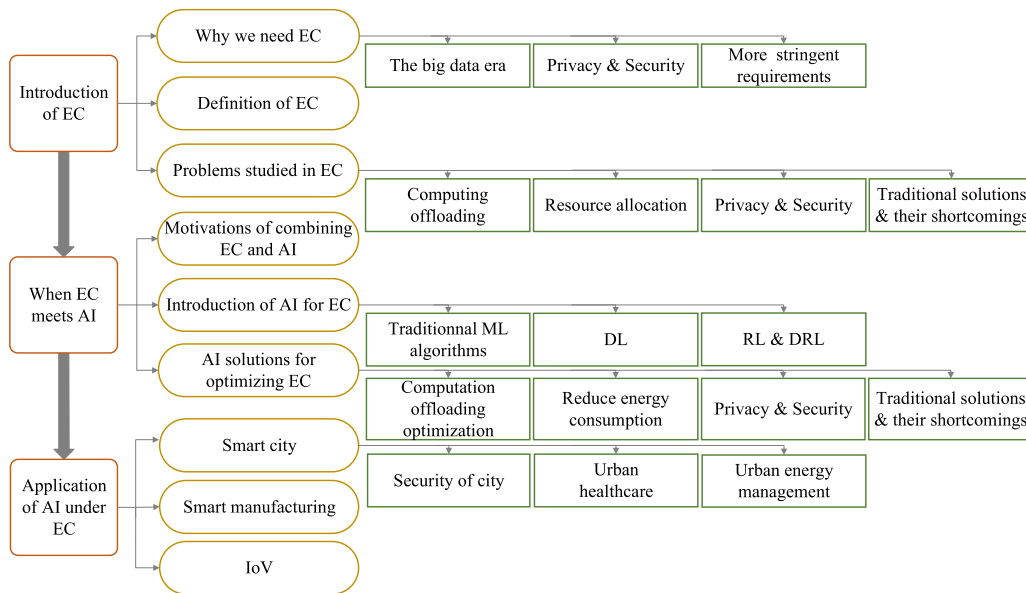 Introduction
of EC
Why we need EC
The big data era
Privacy & Security
More stringent
requirements
Definition of EC
Problems studied in EC
Computing
offloading
Resource allocation
Privacy & Security
Traditional solutions
& their shortcomings
When EC
meets AI
Motivations of combining
EC and AI
Introduction of AI for EC
Traditionnal ML
algorithms
DL
RL & DRL
AI solutions for
optimizing EC
Computation
offloading
optimization
Reduce energy
consumption
Privacy & Security
Traditional solutions
& their shortcomings
Application
of AI under
EC
Smart city
Security of city
Urban
healthcare
Urban energy
management
Smart manufacturing
IoV